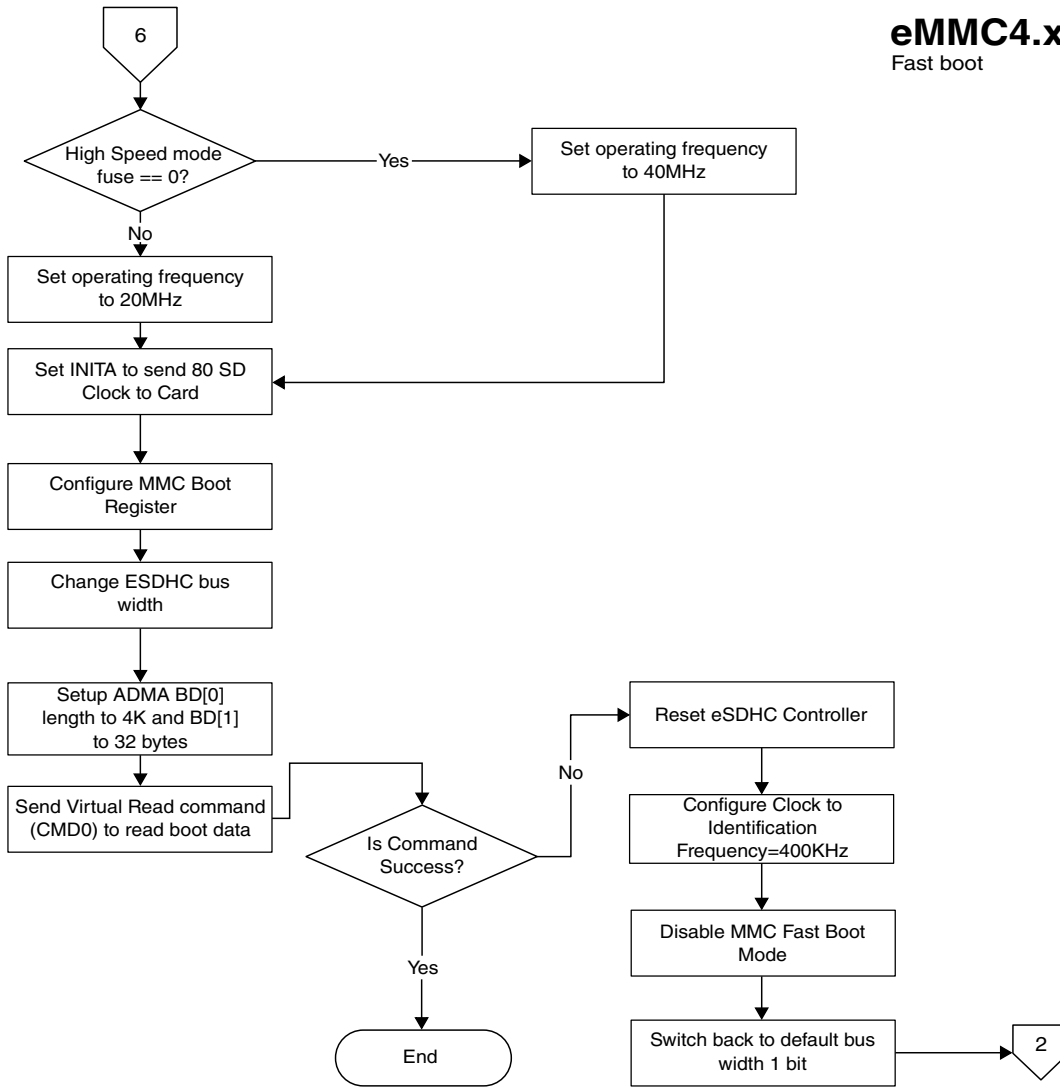 eMMC4.x
Fast boot
6
High Speed mode
fuse == 0?
Yes
Set operating frequency
to 40MHz
No
Set operating frequency
to 20MHz
Set INITA to send 80 SD
Clock to Card
Configure MMC Boot
Register
Change ESDHC bus
width
Setup ADMA BD[0]
length to 4K and BD[1]
to 32 bytes
Send Virtual Read command
(CMD0) to read boot data
Is Command
Success?
No
Yes
End
Reset eSDHC Controller
Configure Clock to
Identification
Frequency=400KHz
Disable MMC Fast Boot
Mode
Switch back to default bus
width 1 bit
2